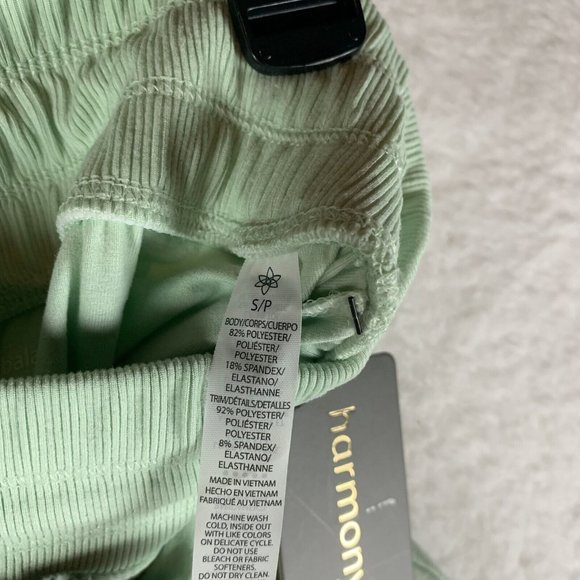 S/P
BODY/CORPS/CUERPO
82% POLYESTER/
POLIÉSTER/
POLYESTER
18% SPANDEX/
ELASTANO/
ELASTHANNE
TRIM/DÉTAILS/DETALLES
92% POLYESTER/
POLIÉSTER/
POLYESTER
8% SPANDEX/
ELASTANO/
ELASTHANNE
MADE IN VIETNAM
HECHO EN VIETNAM
FABRIQUÉ AU VIETNAM
MACHINE WASH
COLD, INSIDE OUT
WITH LIKE COLORS
ON DELICATE CYCLE.
DO NOT USE
BLEACH OR FABRIC
SOFTENERS.
DO NOT DRY CLEAN.
harmony